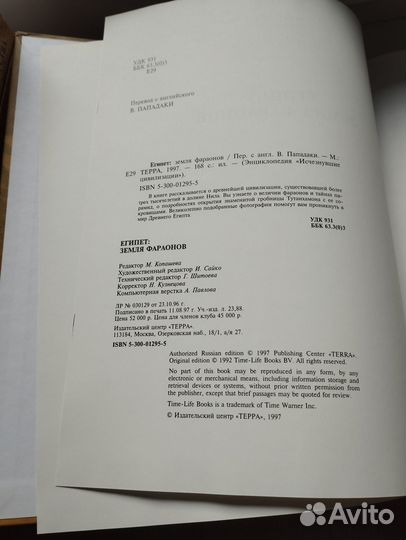 УДК 931
ББК 63.3(0)3
Е29
Перевод с английского
В. ПАПАДАКИ
Египет: земля фараонов / Пер. с англ. В. Пападаки. — М.:
Е29 ТЕРРА, 1997. — 168 с.: ил. — (Энциклопедия «Исчезнувшие
цивилизации»).
ISBN 5-300-01295-5
В книге рассказывается о древнейшей цивилизации, существовавшей более
трех тысячелетий в долине Нила. Вы узнаете о величии фараонов и тайнах пи-
рамид, о подробностях открытия знаменитой гробницы Тутанхамона с ее со-
кровищами. Великолепно подобранные фотографии помогут вам проникнуть в
мир Древнего Египта
УДК 931
ББК 63.3(0)3
ЕГИПЕТ:
ЗЕМЛЯ ФАРАОНОВ
Редактор М. Копашева
Художественный редактор И. Сайко
Технический редактор Г. Шитоева
Корректор Н. Кузнецова
Компьютерная верстка А. Павлова
ЛР № 030129 от 23.10.96 г.
Подписано в печать 11.08.97 г. Уч.-изд. л. 23,88.
Цена 52 000 р. Цена для членов клуба 45 000 р.
Издательский центр «ТЕРРА».
113184, Москва, Озерковская наб., 18/1, а/я 27.
ISBN 5-300-01295-5
Authorized Russian edition © 1997 Publishing Center «TERRA».
Original edition © 1992 Time-Life Books BV. All rights reserved.
No part of this book may be reproduced in any form, by any
electronic or mechanical means, including information storage and
retrieval devices or systems, without prior written permission from
the publisher, except that brief passages may be quoted for review.
Time-Life Books is a trademark of Time Warner Inc.
© Издательский центр «ТЕРРА», 1997
Avito